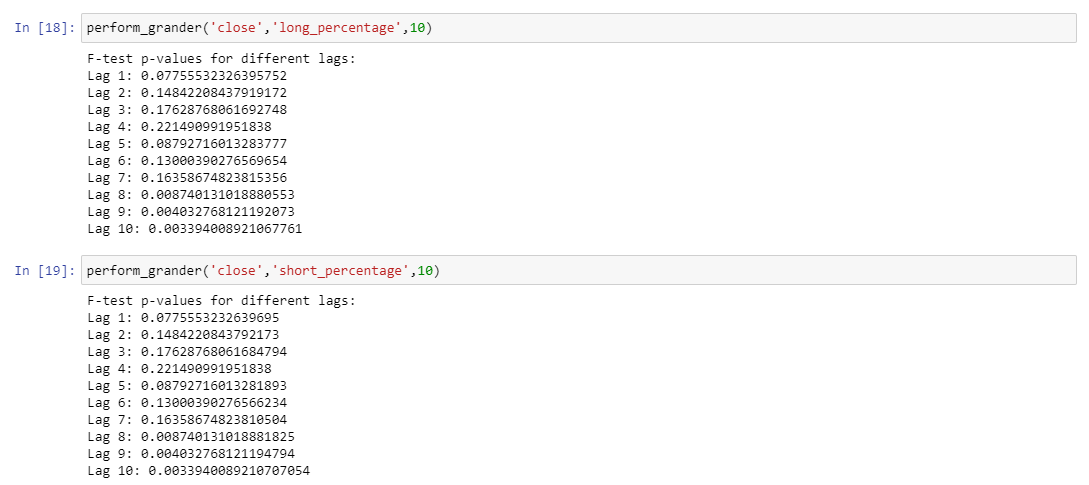 In [18]: perform_grander('close','long_percentage',10)
F-test p-values for different lags:
Lag 1: 0.07755532326395752
Lag 2: 0.14842208437919172
Lag 3: 0.17628768061692748
Lag 4: 0.221490991951838
Lag 5: 0.08792716013283777
Lag 6: 0.13000390276569654
Lag 7: 0.16358674823815356
Lag 8: 0.008740131018880553
Lag 9: 0.004032768121192073
Lag 10: 0.003394008921067761
In [19]: perform_grander('close','short_percentage',10)
F-test p-values for different lags:
Lag 1: 0.0775553232639695
Lag 2: 0.1484220843792173
Lag 3: 0.17628768061684794
Lag 4: 0.221490991951838
Lag 5: 0.08792716013281893
Lag 6: 0.13000390276566234
Lag 7: 0.16358674823810504
Lag 8: 0.008740131018881825
Lag 9: 0.004032768121194794
Lag 10: 0.0033940089210707054